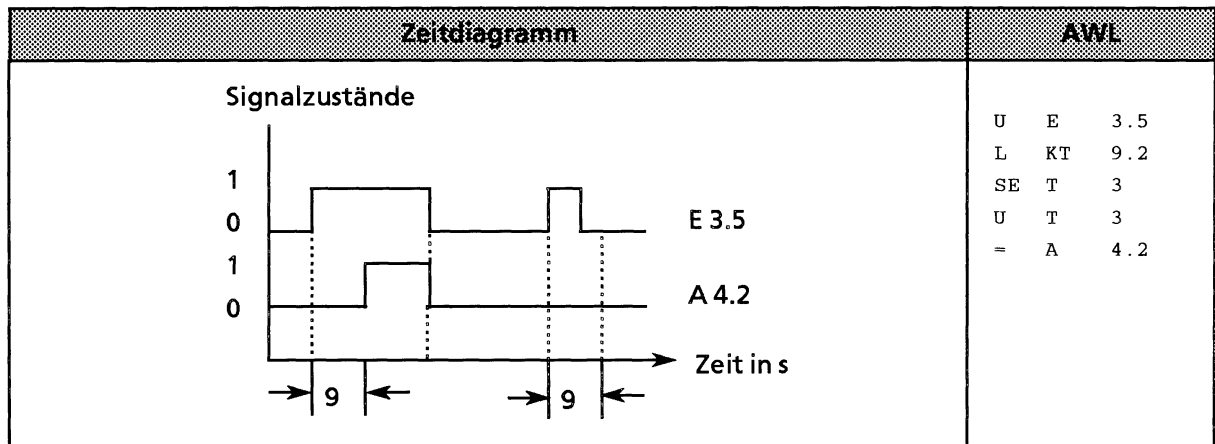 Zeitdiagramm
AWL
Signalzustände
1
0
E 3.5
1
0
A 4.2
Zeit in s
9
9
U E 3.5
L KT 9.2
SE T 3
U T 3
= A 4.2